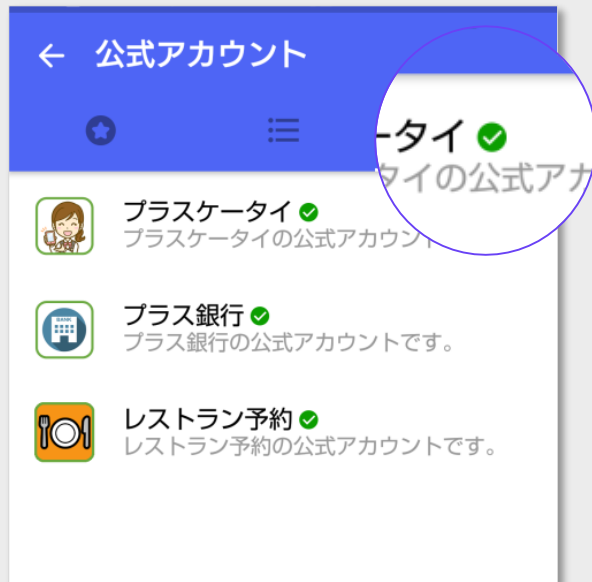 公式アカウント
ータイ
タイの公式アカ
プラスケータイ
プラスケータイの公式アカウント
BANK
プラス銀行
プラス銀行の公式アカウントです。
レストラン予約
レストラン予約の公式アカウントです。